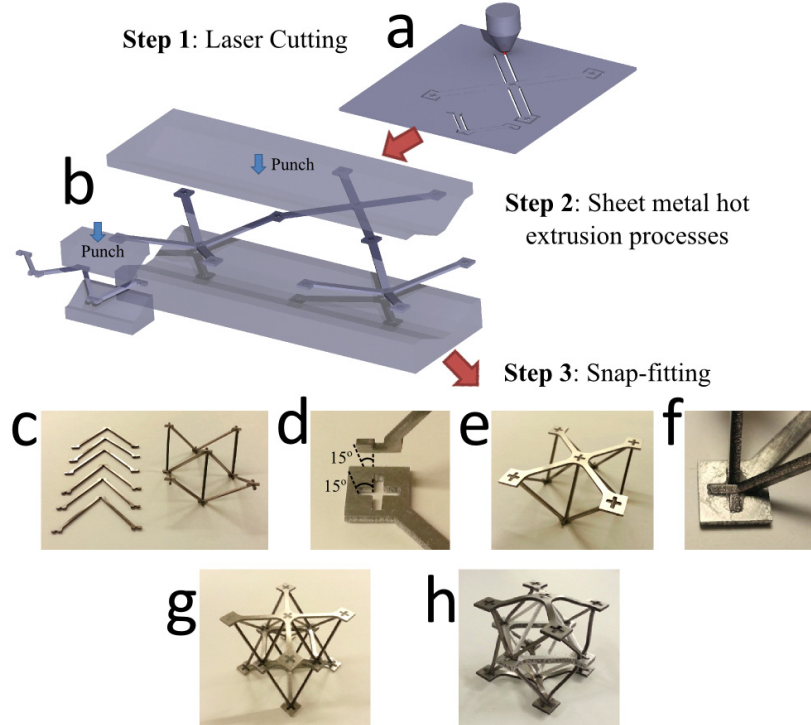 Step 1: Laser Cutting
a
b
Punch
Punch
Step 2: Sheet metal hot
extrusion processes
Step 3: Snap-fitting
c
d
15°
15°
e
f
g
h